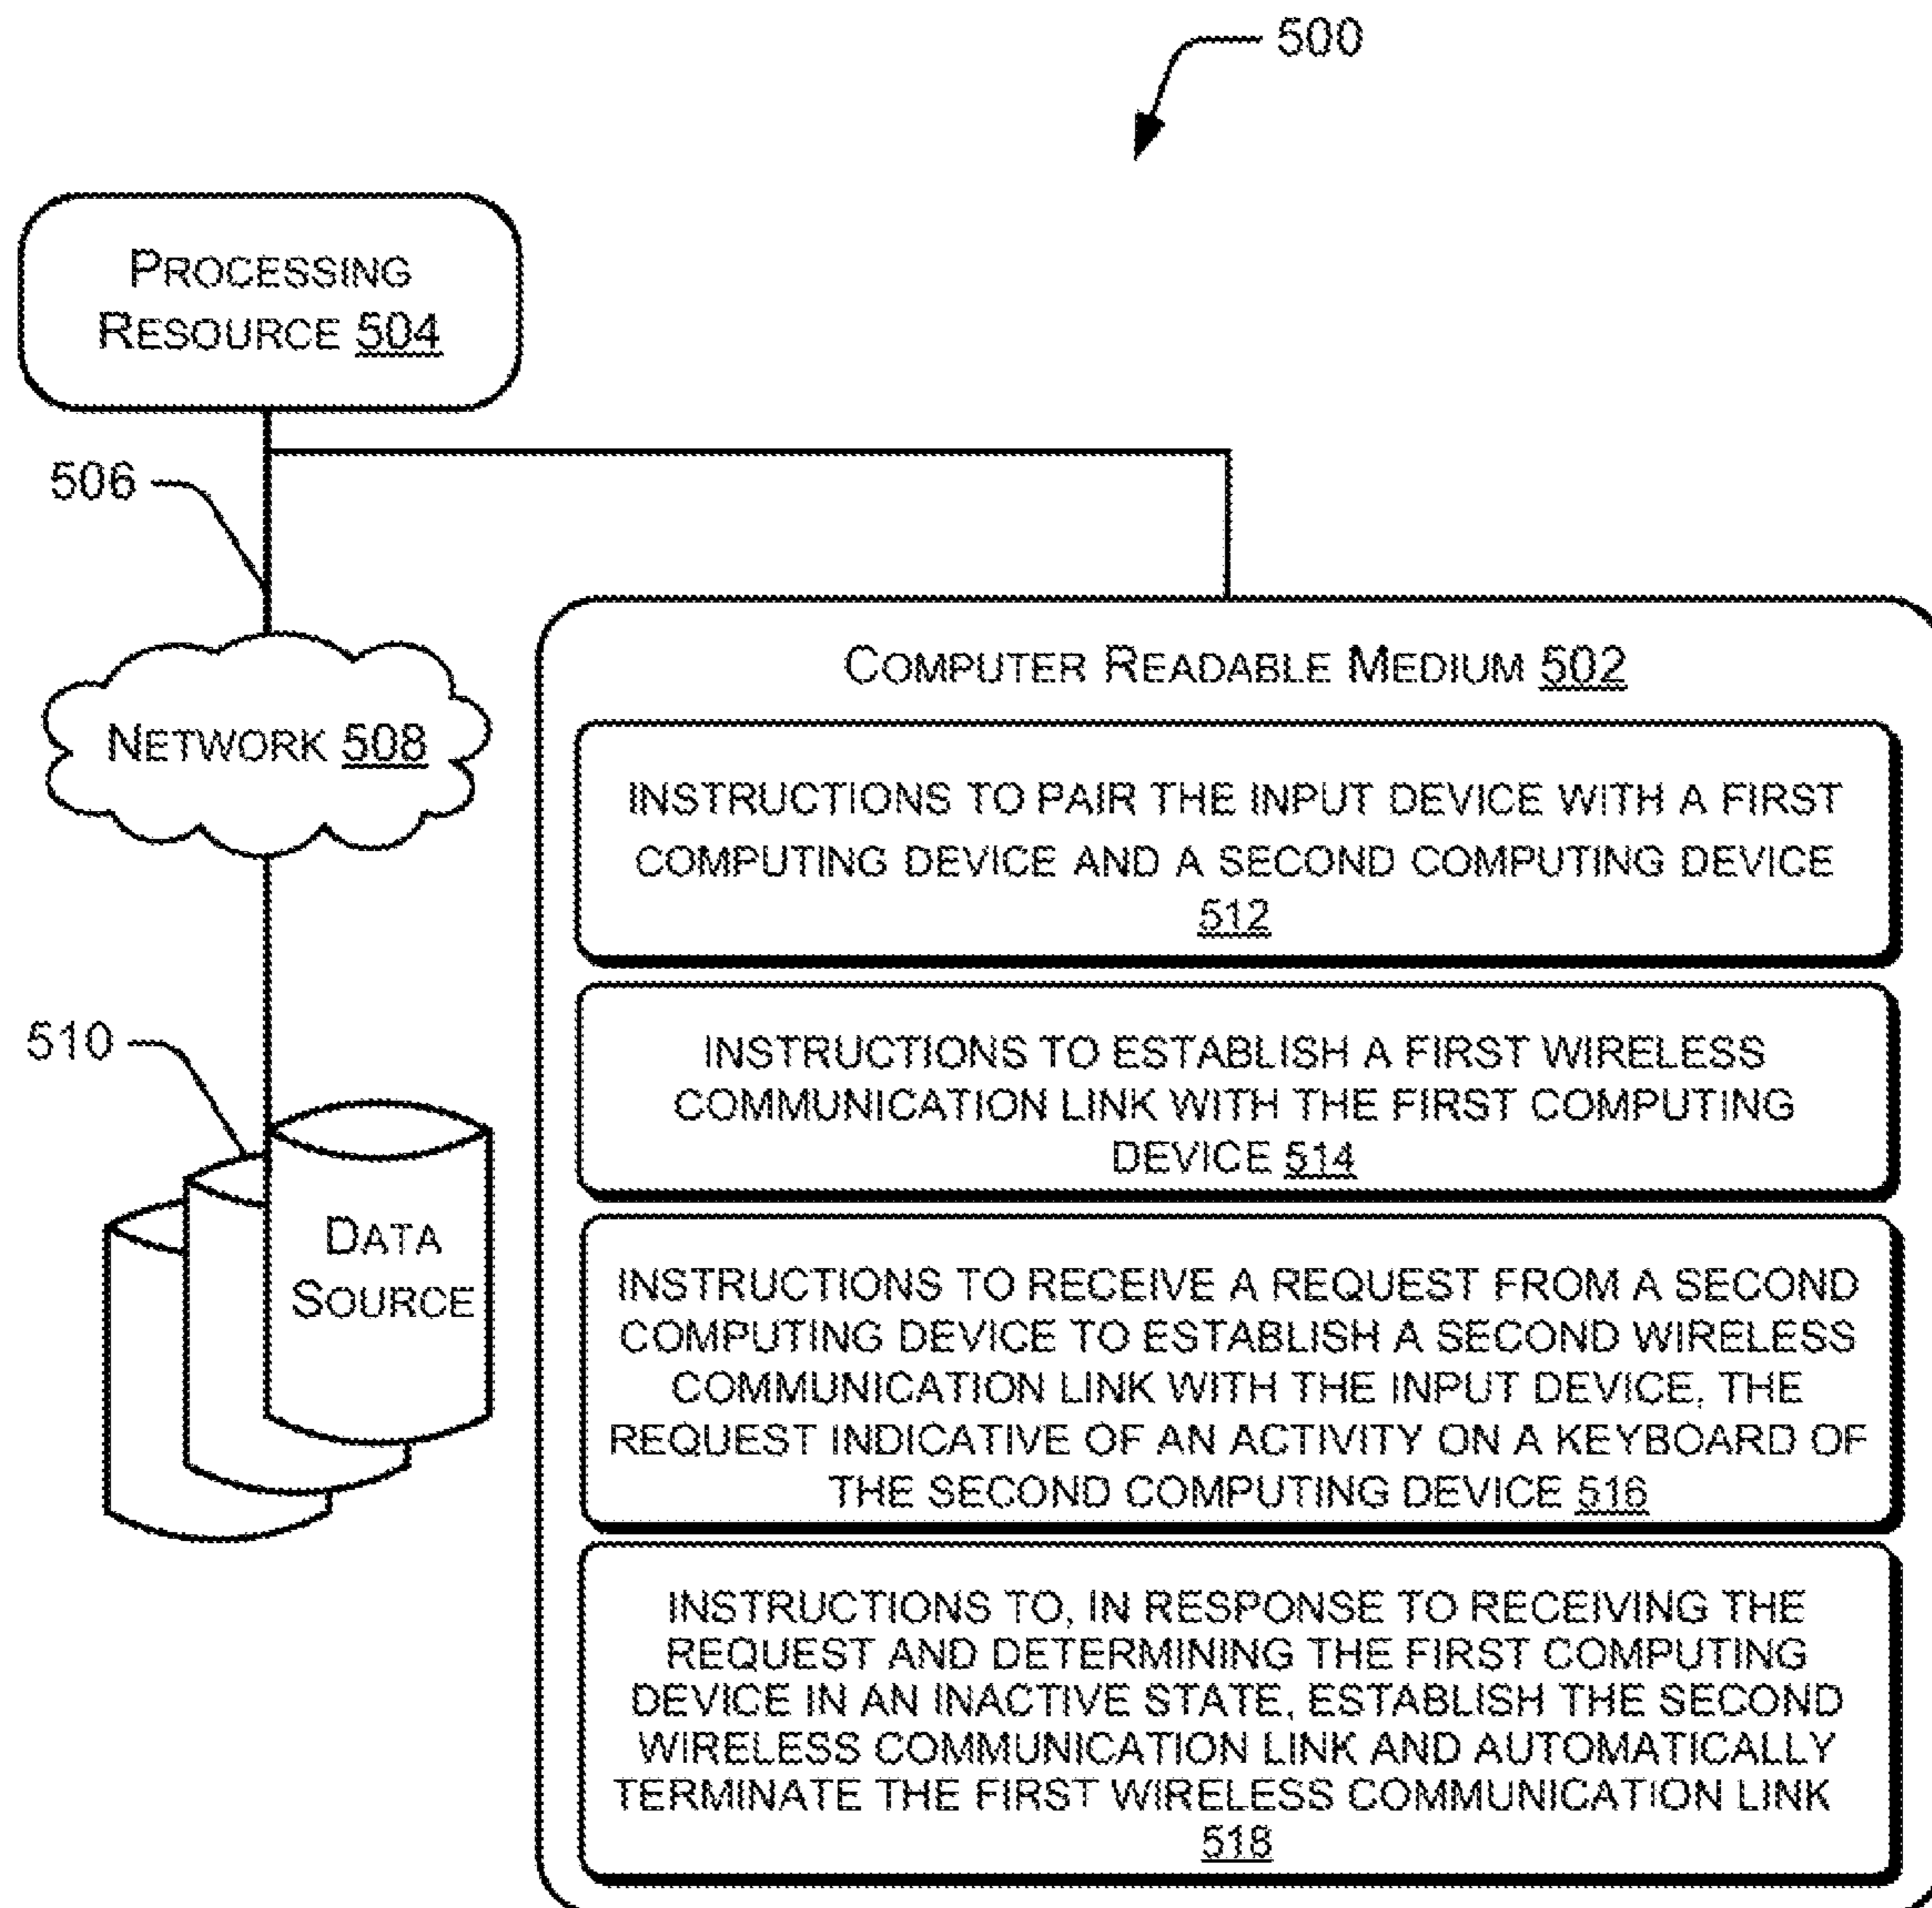 500
PROCESSING
RESOURCE 504
506
NETWORK 508
510
DATA
SOURCE
COMPUTER READABLE MEDIUM 502
INSTRUCTIONS TO PAIR THE INPUT DEVICE WITH A FIRST
COMPUTING DEVICE AND A SECOND COMPUTING DEVICE
512
INSTRUCTIONS TO ESTABLISH A FIRST WIRELESS
COMMUNICATION LINK WITH THE FIRST COMPUTING
DEVICE 514
INSTRUCTIONS TO RECEIVE A REQUEST FROM A SECOND
COMPUTING DEVICE TO ESTABLISH A SECOND WIRELESS
COMMUNICATION LINK WITH THE INPUT DEVICE, THE
REQUEST INDICATIVE OF AN ACTIVITY ON A KEYBOARD OF
THE SECOND COMPUTING DEVICE 516
INSTRUCTIONS TO, IN RESPONSE TO RECEIVING THE
REQUEST AND DETERMINING THE FIRST COMPUTING
DEVICE IN AN INACTIVE STATE, ESTABLISH THE SECOND
WIRELESS COMMUNICATION LINK AND AUTOMATICALLY
TERMINATE THE FIRST WIRELESS COMMUNICATION LINK
518